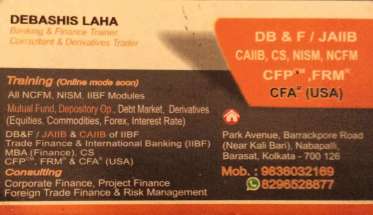 DEBASHIS LAHA
Banking & Finance Trainer
Consultant & Derivatives Trader
DB & F / JAIIB
CAIIB, CS, NISM, NCFM
CFP™, FRM®
CFA® (USA)
Training (Online mode soon)
All NCFM, NISM, IIBF Modules
Mutual Fund, Depository Op., Debt Market, Derivatives
(Equities, Commodities, Forex, Interest Rate)
DB&F / JAIIB & CAIIB of IIBF
Trade Finance & International Banking (IIBF)
MBA (Finance), CS
CFP™, FRM® & CFA® (USA)
Consulting
Corporate Finance, Project Finance
Foreign Trade Finance & Risk Management
Park Avenue, Barrackpore Road
(Near Kali Bari), Nabapalli,
Barasat, Kolkata - 700 126
Mob. : 9836032169
8296528877